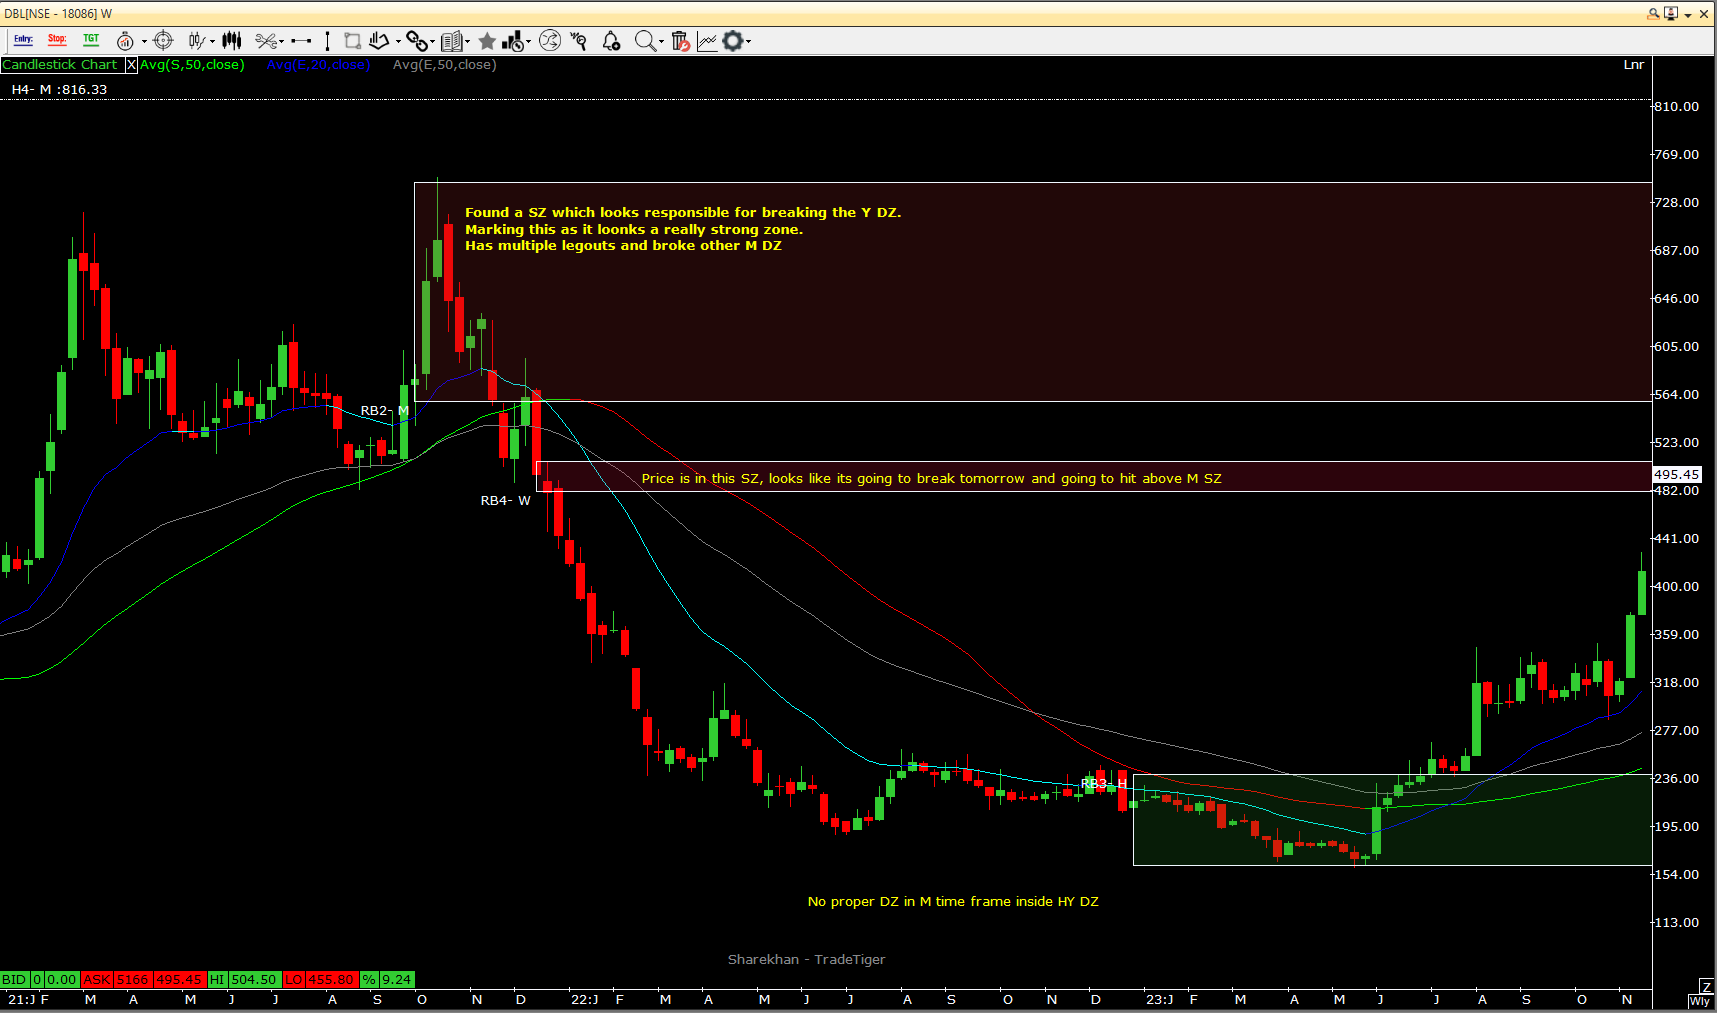 DBL[NSE - 18086] W
Entry: Stop: TGT
Candlestick Chart X Avg(S,50,close) Avg(E,20,close) Avg(E,50,close) Lnr
H4- M :816.33
810.00
769.00
728.00
Found a SZ which looks responsible for breaking the Y DZ.
Marking this as it loonks a really strong zone.
Has multiple legouts and broke other M DZ
687.00
646.00
605.00
564.00
RB2- M
523.00
495.45
Price is in this SZ, looks like its going to break tomorrow and going to hit above M SZ
482.00
RB4- W
441.00
400.00
359.00
318.00
277.00
236.00
RB3- H
195.00
154.00
No proper DZ in M time frame inside HY DZ
113.00
Sharekhan - TradeTiger
BID 0 0.00 ASK 5166 495.45 HI 504.50 LO 455.80 % 9.24
Z
21:J F M A M J J A S O N D 22:J F M A M J J A S O N D 23:J F M A M J J A S O N
Wly